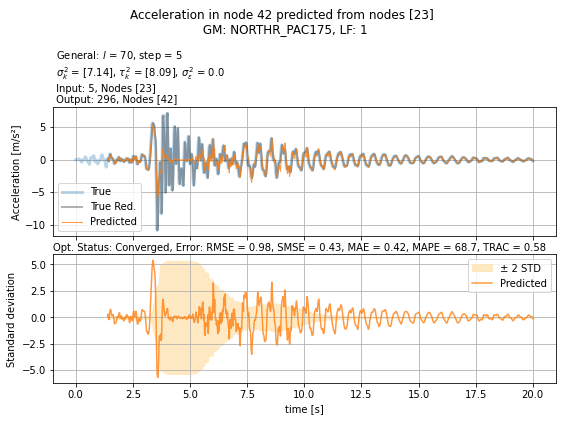 Acceleration in node 42 predicted from nodes [23]
GM: NORTHR_PAC175, LF: 1
General: l = 70, step = 5
σ²ₖ = [7.14], τ²ₖ = [8.09], σ²ₑ = 0.0
Input: 5, Nodes [23]
Output: 296, Nodes [42]
Acceleration [m/s²]
5
0
−5
−10
True
True Red.
Predicted
Opt. Status: Converged, Error: RMSE = 0.98, SMSE = 0.43, MAE = 0.42, MAPE = 68.7, TRAC = 0.58
Standard deviation
5.0
2.5
0.0
−2.5
−5.0
± 2 STD
Predicted
0.0 2.5 5.0 7.5 10.0 12.5 15.0 17.5 20.0
time [s]